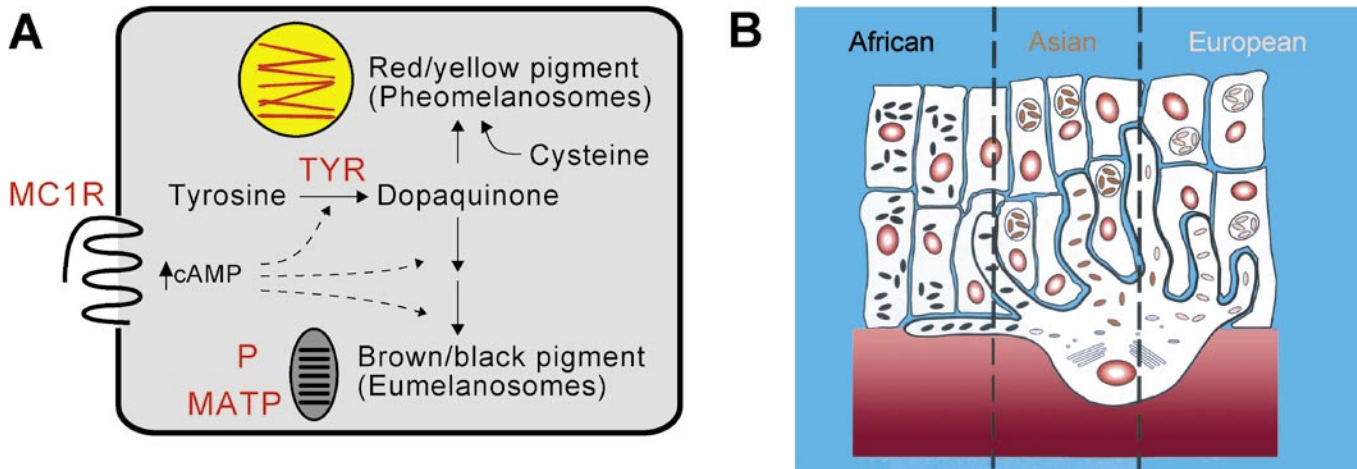 A
Red/yellow pigment
(Pheomelanosomes)
Cysteine
TYR
MC1R
Tyrosine
Dopaquinone
cAMP
P
MATP
Brown/black pigment
(Eumelanosomes)
B
African
Asian
European